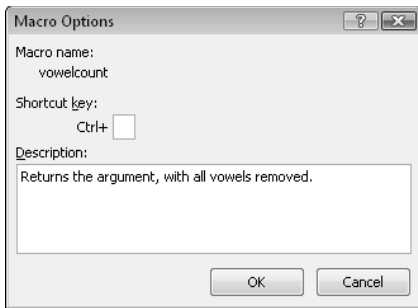 Macro Options
Macro name:
vowelcount
Shortcut key:
Ctrl+
Description:
Returns the argument, with all vowels removed.
OK Cancel